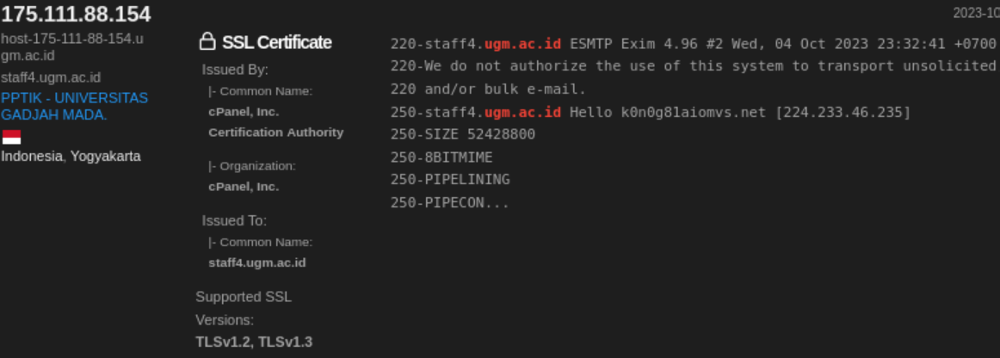 175.111.88.154
host-175-111-88-154.u
gm.ac.id
staff4.ugm.ac.id
PPTIK - UNIVERSITAS
GADJAH MADA.
Indonesia, Yogyakarta
SSL Certificate
Issued By:
|- Common Name:
cPanel, Inc.
Certification Authority
|- Organization:
cPanel, Inc.
Issued To:
|- Common Name:
staff4.ugm.ac.id
Supported SSL
Versions:
TLSv1.2, TLSv1.3
2023-10
220-staff4.ugm.ac.id ESMTP Exim 4.96 #2 Wed, 04 Oct 2023 23:32:41 +0700
220-We do not authorize the use of this system to transport unsolicited
220 and/or bulk e-mail.
250-staff4.ugm.ac.id Hello k0n0g81aiomvs.net [224.233.46.235]
250-SIZE 52428800
250-8BITMIME
250-PIPELINING
250-PIPECON...